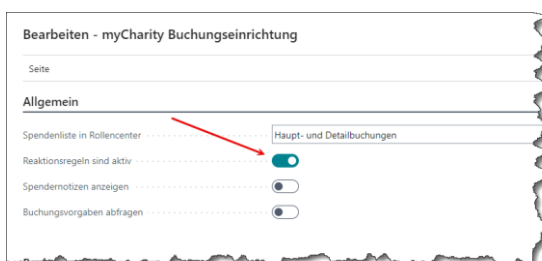 Bearbeiten - myCharity Buchungseinrichtung
Seite
Allgemein
Spendenliste in Rollencenter
Haupt- und Detailbuchungen
Reaktionsregeln sind aktiv
Spendernotizen anzeigen
Buchungsvorgaben abfragen